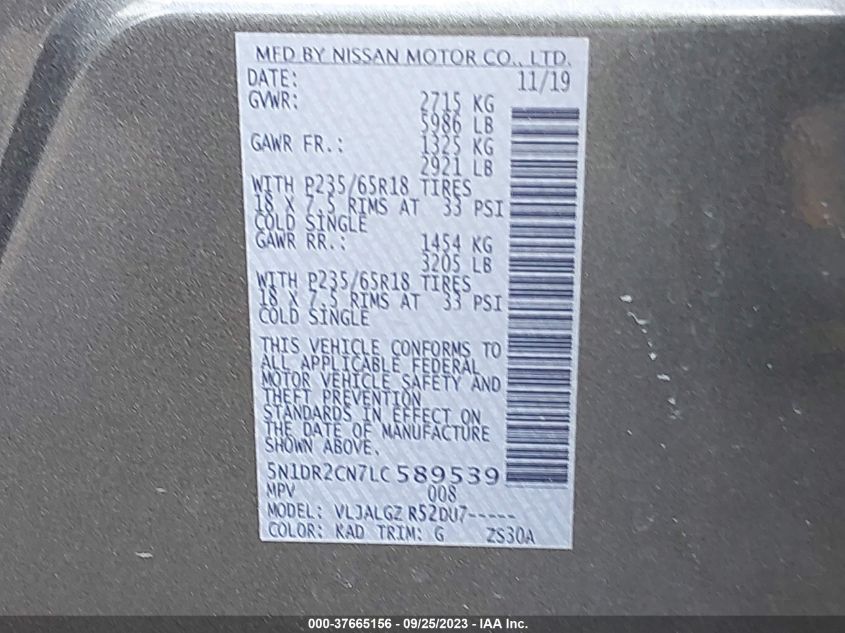 MFD BY NISSAN MOTOR CO., LTD.
DATE: 11/19
GVWR: 2715 KG
5986 LB
GAWR FR.: 1325 KG
2921 LB
WITH P235/65R18 TIRES
18 X 7.5 RIMS AT 33 PSI
COLD SINGLE
GAWR RR.: 1454 KG
3205 LB
WITH P235/65R18 TIRES
18 X 7.5 RIMS AT 33 PSI
COLD SINGLE
THIS VEHICLE CONFORMS TO
ALL APPLICABLE FEDERAL
MOTOR VEHICLE SAFETY AND
THEFT PREVENTION
STANDARDS IN EFFECT ON
THE DATE OF MANUFACTURE
SHOWN ABOVE.
5N1DR2CN7LC589539
MPV 008
MODEL: VLJALGZ R52DU7-----
COLOR: KAD TRIM: G ZS30A
000-37665156 - 09/25/2023 - IAA Inc.